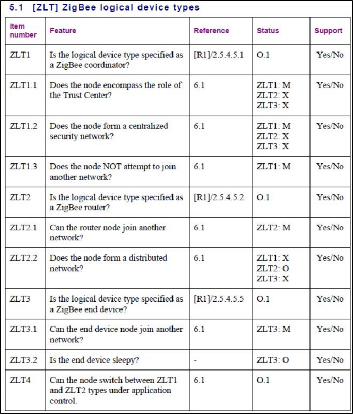 5.1 [ZLT] ZigBee logical device types
Item number Feature Reference Status Support
ZLT1 Is the logical device type specified as a ZigBee coordinator? [R1]/2.5.4.5.1 O.1 Yes/No
ZLT1.1 Does the node encompass the role of the Trust Center? 6.1 ZLT1: M ZLT2: X ZLT3: X Yes/No
ZLT1.2 Does the node form a centralized security network? 6.1 ZLT1: M ZLT2: X ZLT3: X Yes/No
ZLT1.3 Does the node NOT attempt to join another network? 6.1 ZLT1: M Yes/No
ZLT2 Is the logical device type specified as a ZigBee router? [R1]/2.5.4.5.2 O.1 Yes/No
ZLT2.1 Can the router node join another network? 6.1 ZLT2: M Yes/No
ZLT2.2 Does the node form a distributed network? 6.1 ZLT1: X ZLT2: O ZLT3: X Yes/No
ZLT3 Is the logical device type specified as a ZigBee end device? [R1]/2.5.4.5.5 O.1 Yes/No
ZLT3.1 Can the end device node join another network? 6.1 ZLT3: M Yes/No
ZLT3.2 Is the end device sleepy? - ZLT3: O Yes/No
ZLT4 Can the node switch between ZLT1 and ZLT2 types under application control. 6.1 O.1 Yes/No